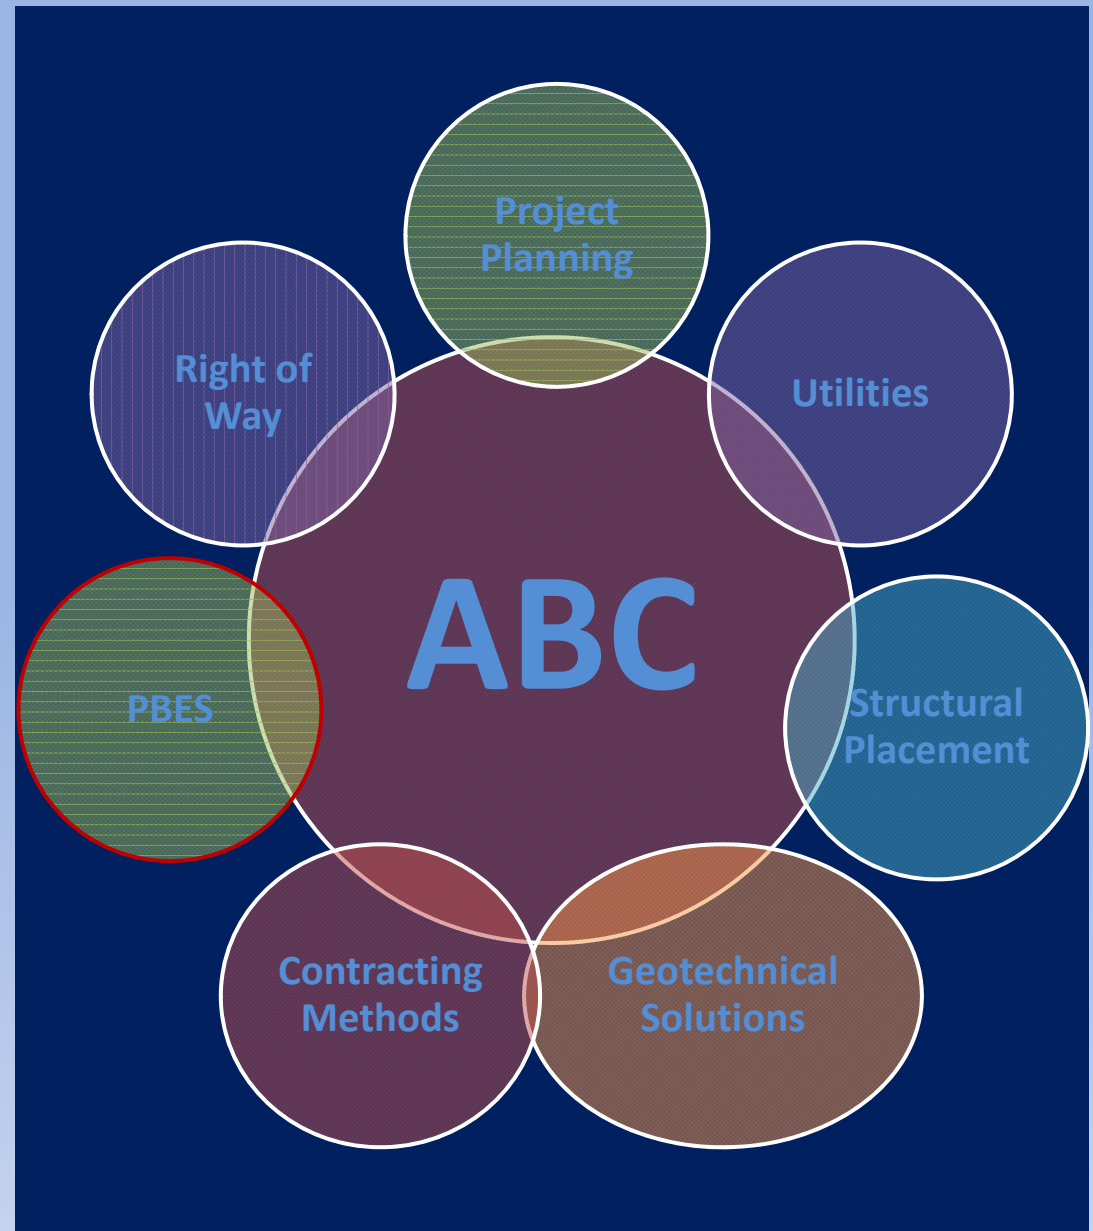 Project
Planning
Right of
Way
Utilities
ABC
PBES
Structural
Placement
Contracting
Methods
Geotechnical
Solutions